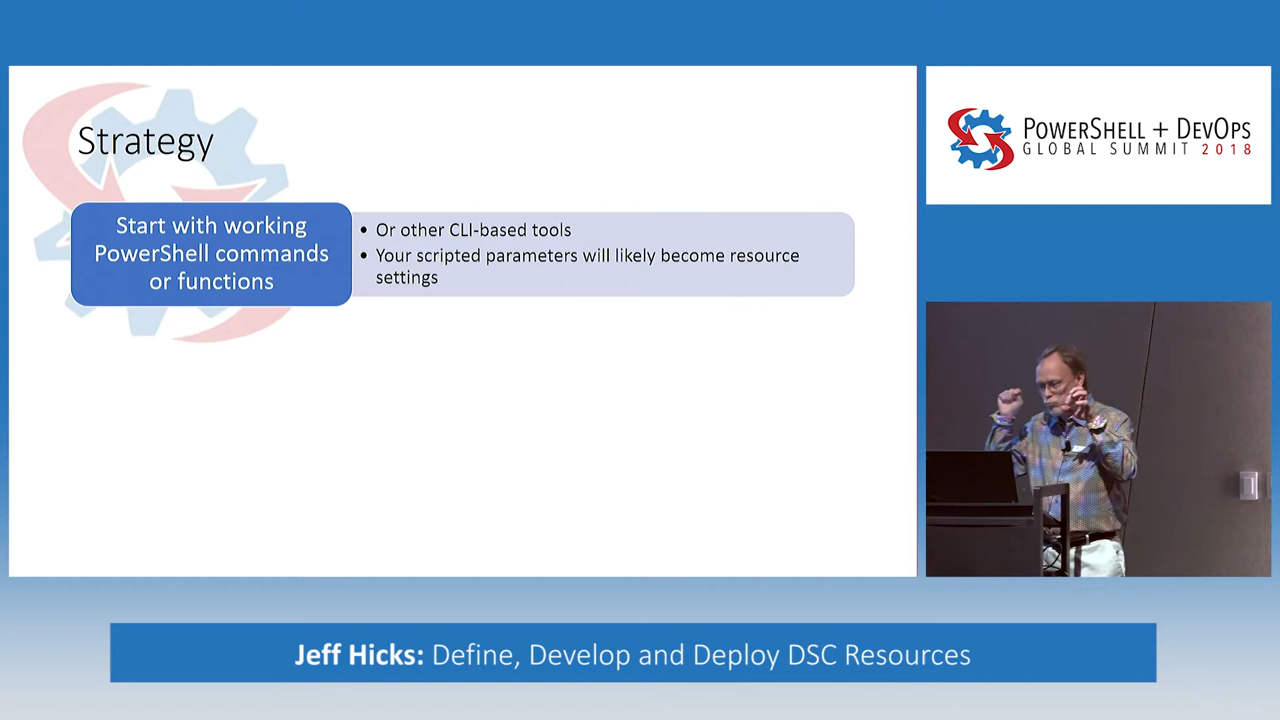 Strategy
Start with working
PowerShell commands
or functions
• Or other CLI-based tools
• Your scripted parameters will likely become resource
settings
POWERSHELL + DEVOPS
GLOBAL SUMMIT 2018
Jeff Hicks: Define, Develop and Deploy DSC Resources